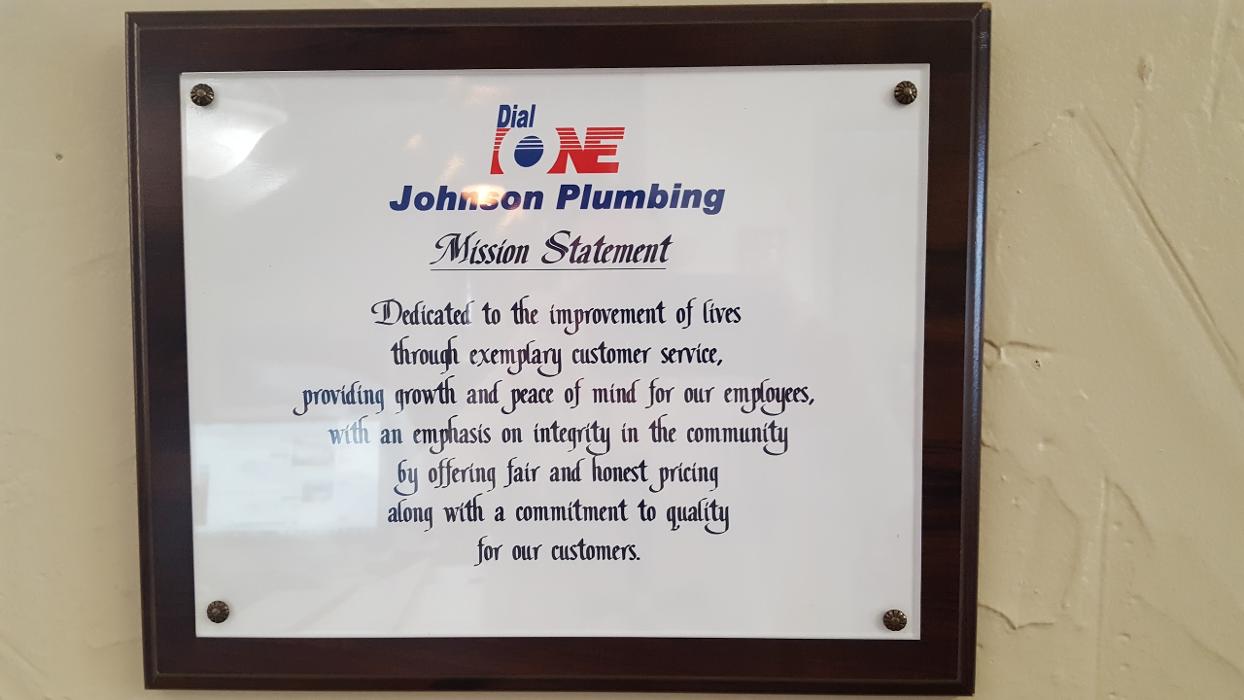 Dial
ONE
Johnson Plumbing
Mission Statement
Dedicated to the improvement of lives
through exemplary customer service,
providing growth and peace of mind for our employees,
with an emphasis on integrity in the community
by offering fair and honest pricing
along with a commitment to quality
for our customers.